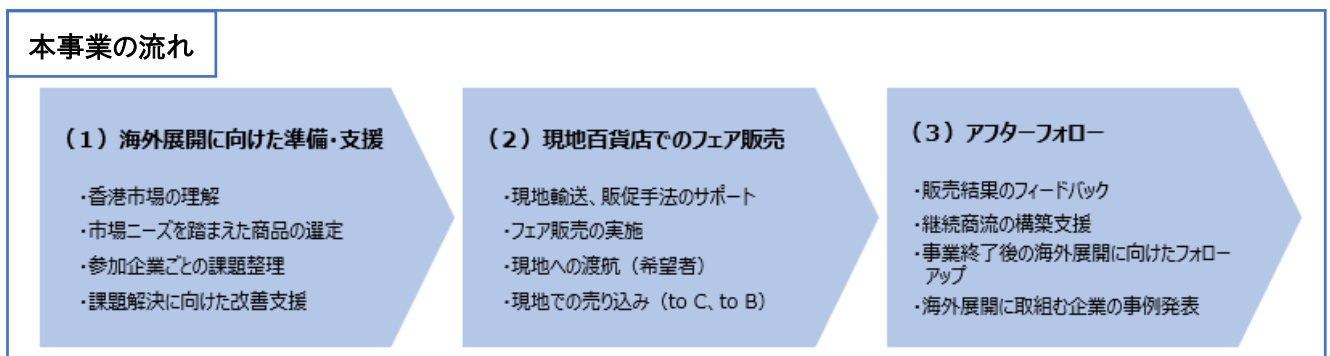 本事業の流れ
(1)海外展開に向けた準備・支援
・香港市場の理解
・市場ニーズを踏まえた商品の選定
・参加企業ごとの課題整理
・課題解決に向けた改善支援
(2)現地百貨店でのフェア販売
・現地輸送、販促手法のサポート
・フェア販売の実施
・現地への渡航(希望者)
・現地での売り込み(to C、to B)
(3)アフターフォロー
・販売結果のフィードバック
・継続商流の構築支援
・事業終了後の海外展開に向けたフォロー
アップ
・海外展開に取組む企業の事例発表